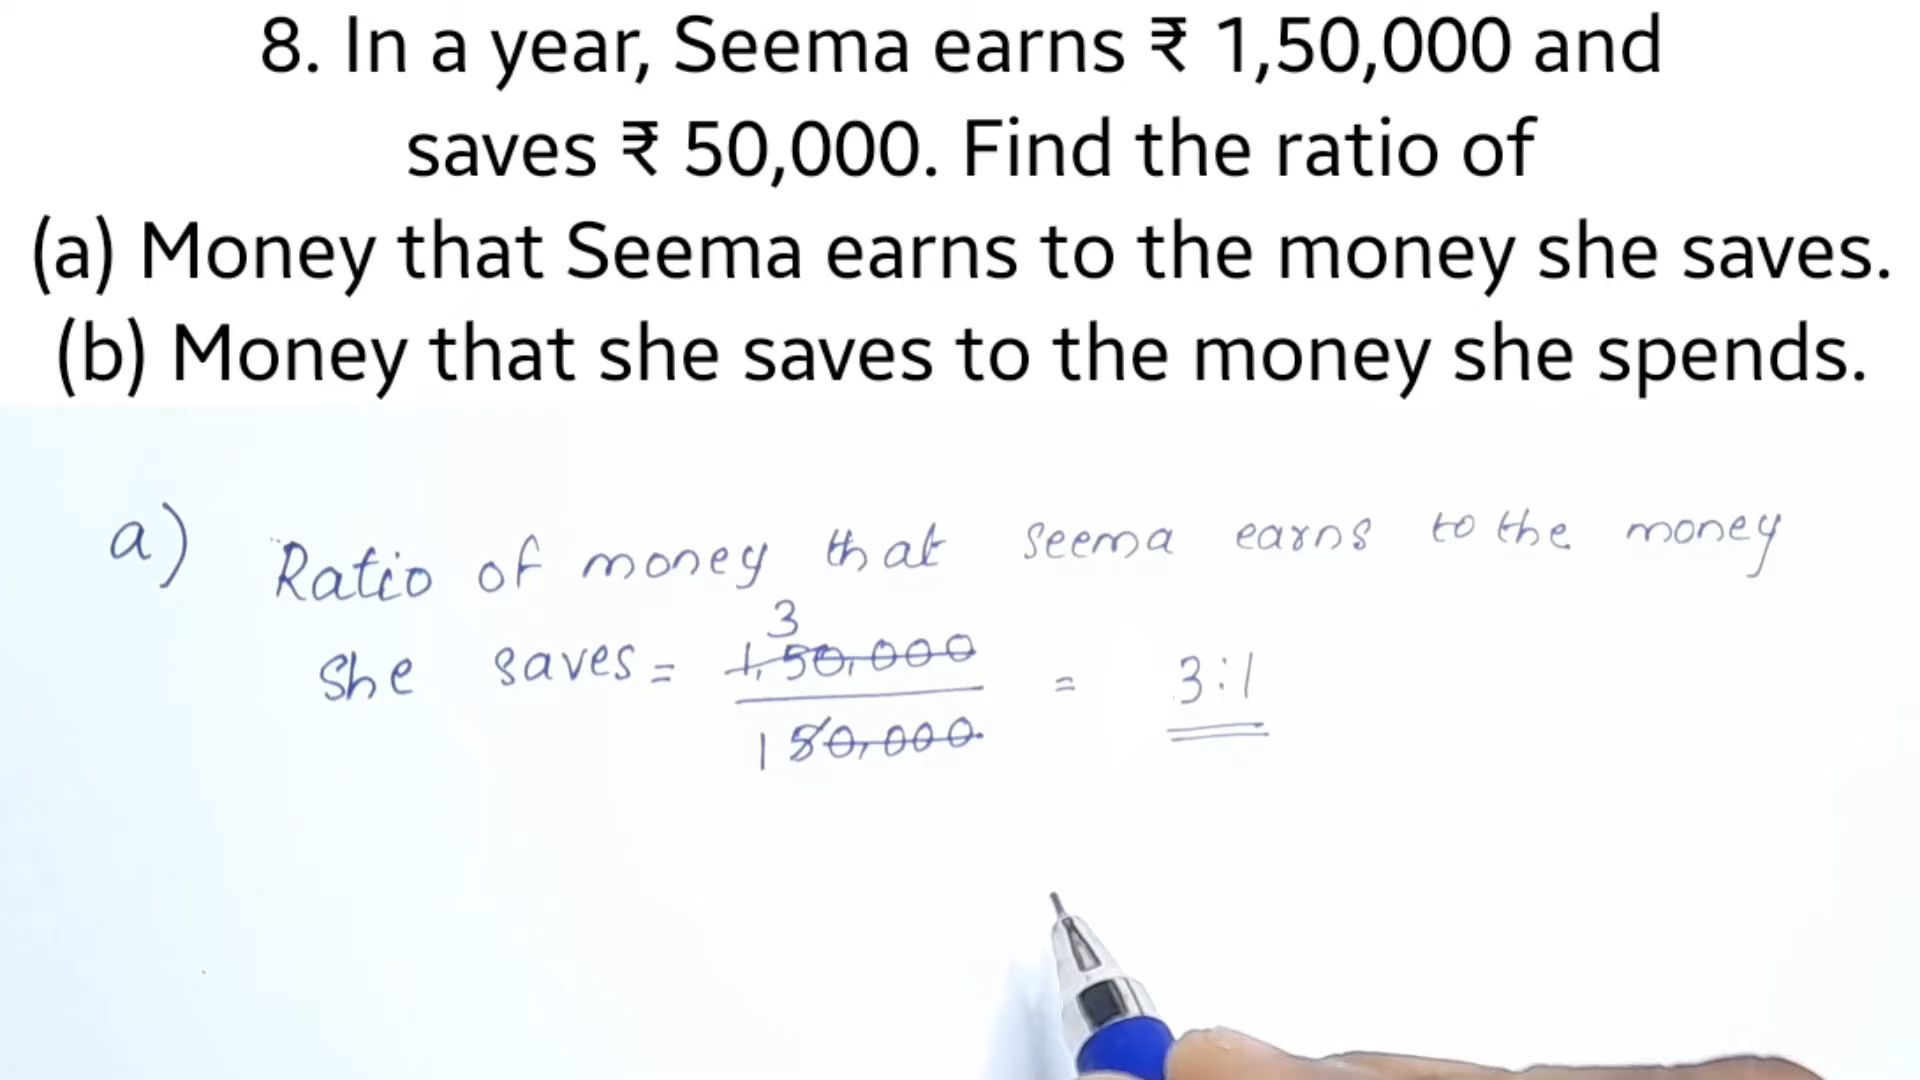 8. In a year, Seema earns ₹ 1,50,000 and
saves ₹ 50,000. Find the ratio of
(a) Money that Seema earns to the money she saves.
(b) Money that she saves to the money she spends.
a) Ratio of money that Seema earns to the money
3
She saves = 1,50,000 = 3:1
1 50,000